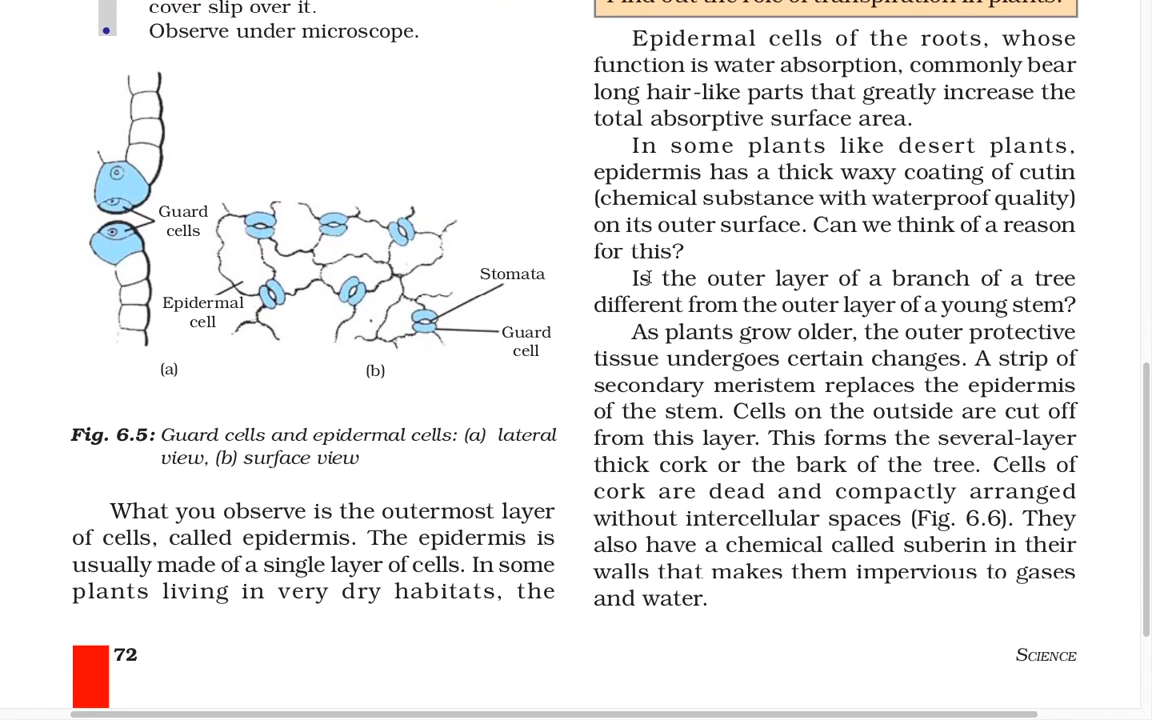 cover slip over it.
• Observe under microscope.
Guard
cells
Epidermal
cell
Stomata
Guard
cell
(a)
(b)
Fig. 6.5: Guard cells and epidermal cells: (a) lateral
view, (b) surface view
What you observe is the outermost layer
of cells, called epidermis. The epidermis is
usually made of a single layer of cells. In some
plants living in very dry habitats, the
Find out the role of transpiration in plants.
Epidermal cells of the roots, whose
function is water absorption, commonly bear
long hair-like parts that greatly increase the
total absorptive surface area.
In some plants like desert plants,
epidermis has a thick waxy coating of cutin
(chemical substance with waterproof quality)
on its outer surface. Can we think of a reason
for this?
Is the outer layer of a branch of a tree
different from the outer layer of a young stem?
As plants grow older, the outer protective
tissue undergoes certain changes. A strip of
secondary meristem replaces the epidermis
of the stem. Cells on the outside are cut off
from this layer. This forms the several-layer
thick cork or the bark of the tree. Cells of
cork are dead and compactly arranged
without intercellular spaces (Fig. 6.6). They
also have a chemical called suberin in their
walls that makes them impervious to gases
and water.
72
SCIENCE